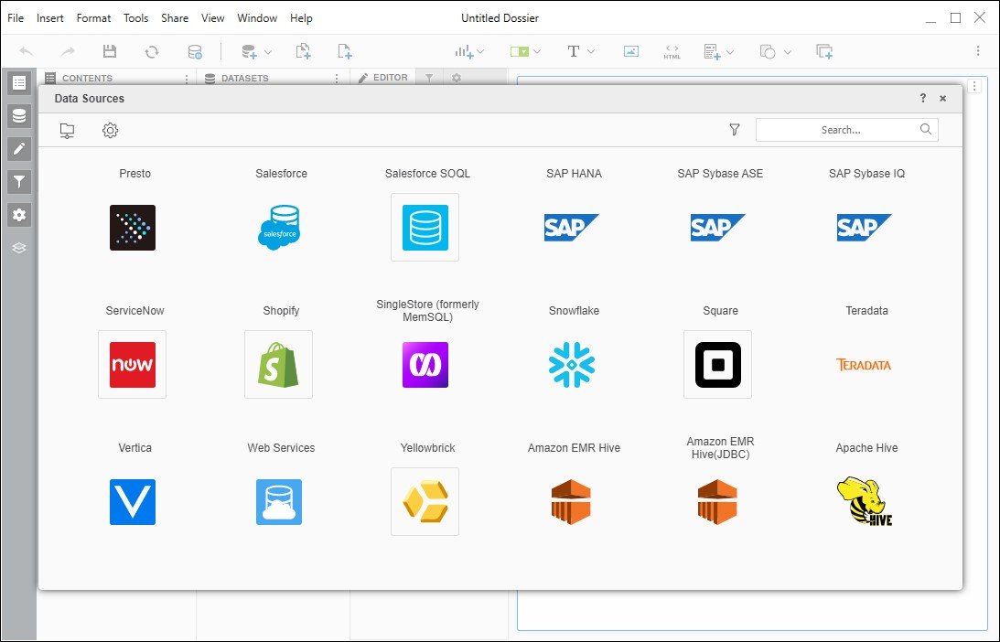 File Insert Format Tools Share View Window Help Untitled Dossier
T HTML
CONTENTS DATASETS EDITOR
Data Sources ?
Search...
Presto Salesforce Salesforce SOQL SAP HANA SAP Sybase ASE SAP Sybase IQ
salesforce SAP SAP SAP
ServiceNow Shopify SingleStore (formerly
MemSQL) Snowflake Square Teradata
now S TERADATA
Vertica Web Services Yellowbrick Amazon EMR Hive Amazon EMR
Hive(JDBC) Apache Hive
HIVE